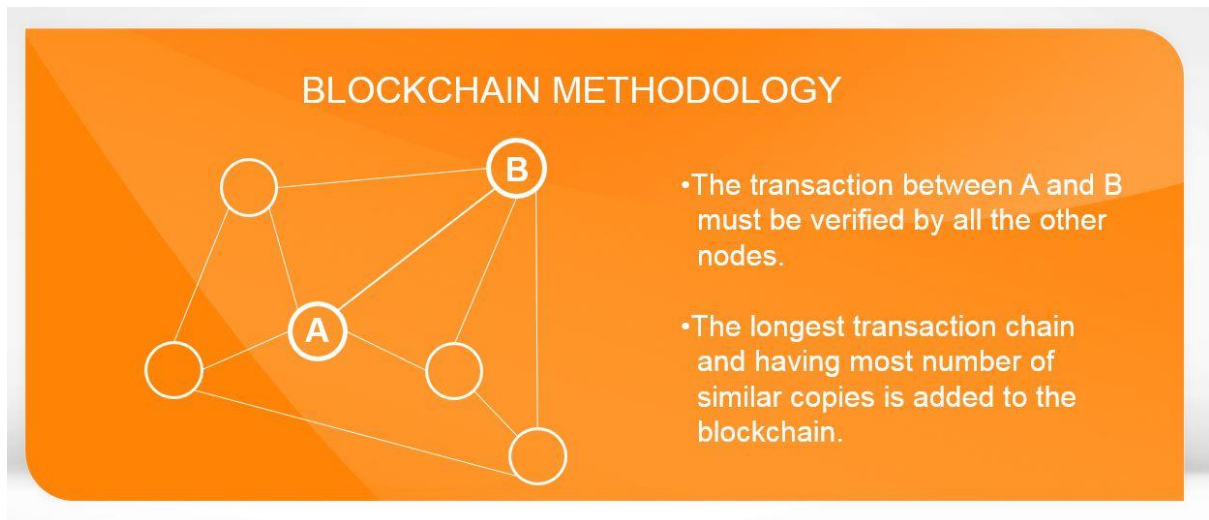 BLOCKCHAIN METHODOLOGY
B
A
•The transaction between A and B
must be verified by all the other
nodes.
•The longest transaction chain
and having most number of
similar copies is added to the
blockchain.